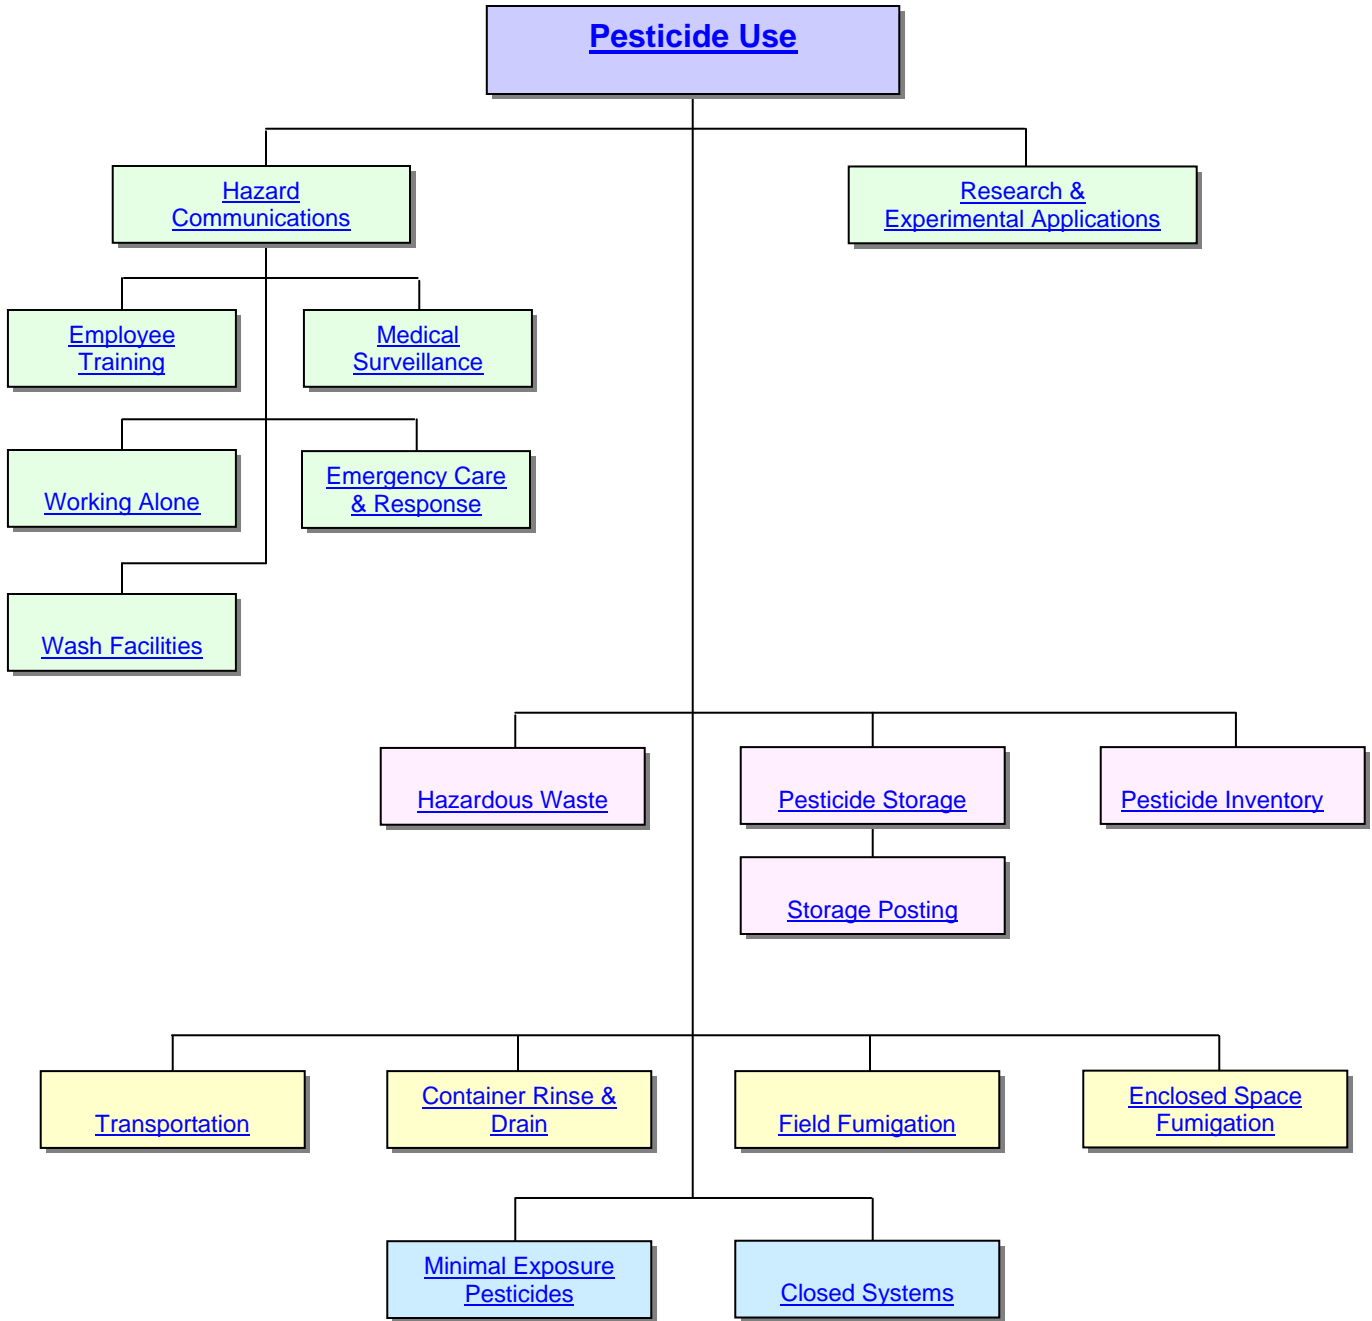 Pesticide Use
Hazard
Communications
Research &
Experimental Applications
Employee
Training
Medical
Surveillance
Working Alone
Emergency Care
& Response
Wash Facilities
Hazardous Waste
Pesticide Storage
Pesticide Inventory
Storage Posting
Transportation
Container Rinse &
Drain
Field Fumigation
Enclosed Space
Fumigation
Minimal Exposure
Pesticides
Closed Systems